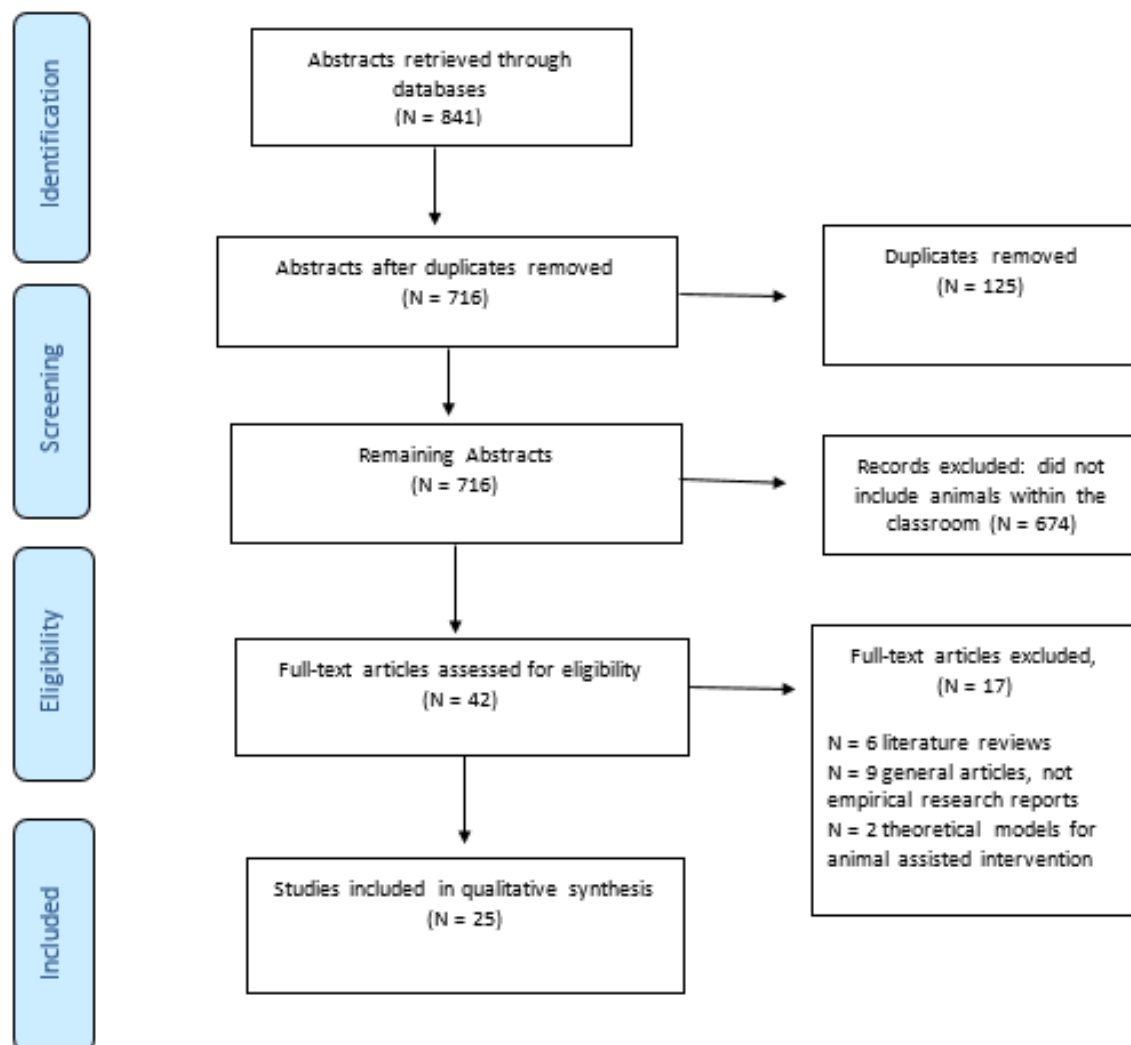 Identification
Abstracts retrieved through
databases
(N = 841)
Abstracts after duplicates removed
(N = 716)
Duplicates removed
(N = 125)
Screening
Remaining Abstracts
(N = 716)
Records excluded: did not
include animals within the
classroom (N = 674)
Eligibility
Full-text articles assessed for eligibility
(N = 42)
Full-text articles excluded,
(N = 17)
N = 6 literature reviews
N = 9 general articles, not
empirical research reports
N = 2 theoretical models for
animal assisted intervention
Included
Studies included in qualitative synthesis
(N = 25)